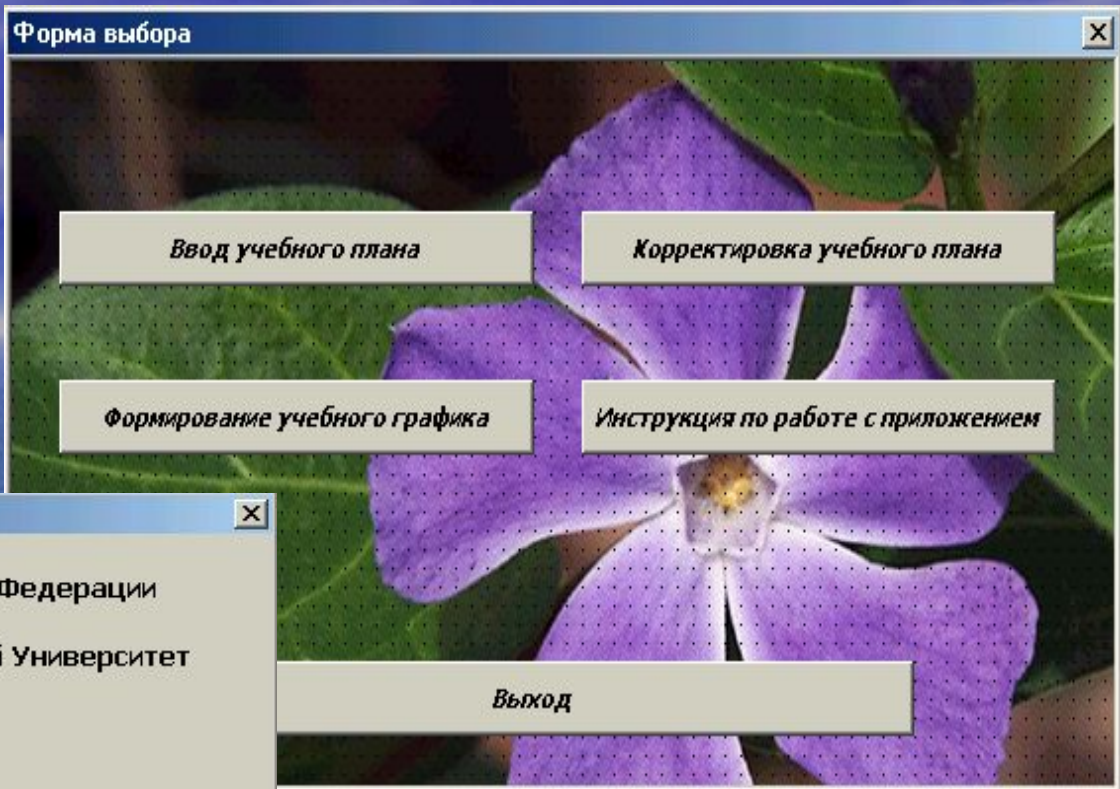 Форма выбора
Ввод учебного плана
Корректировка учебного плана
Формирование учебного графика
Инструкция по работе с приложением
Федерации
Университет
Выход